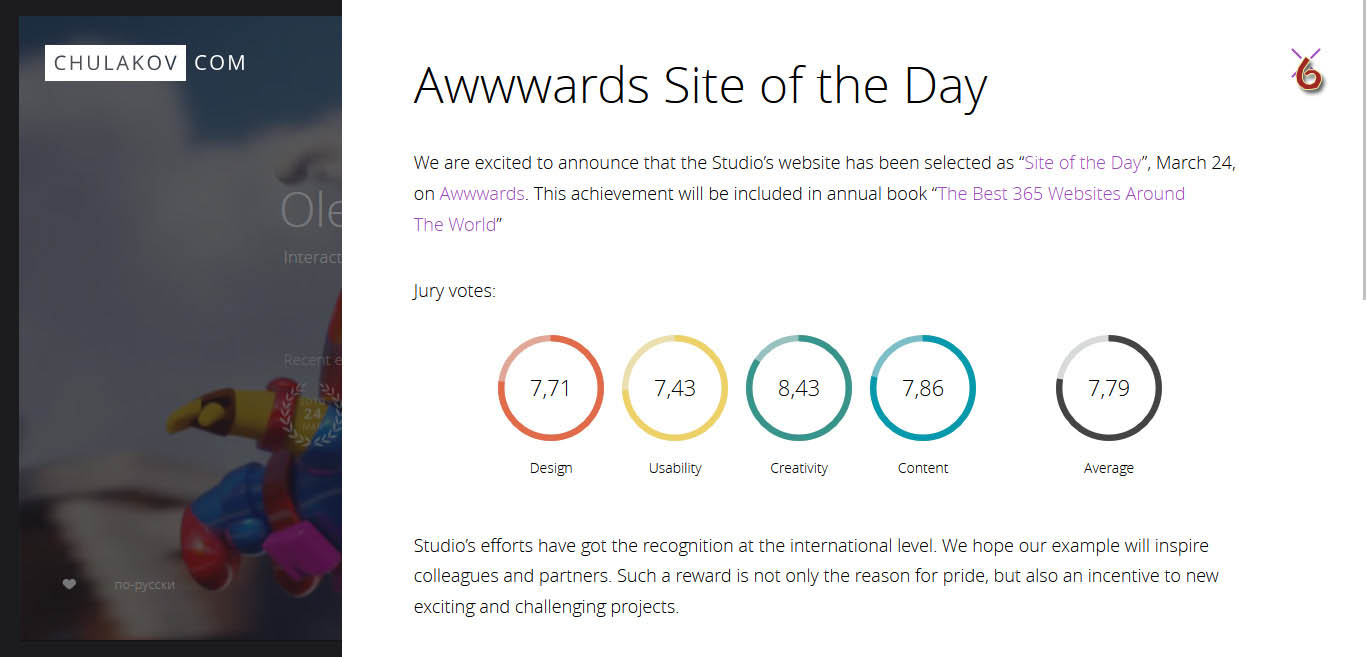 CHULAKOV COM
Ole
Interact
Recent e
24
по-русски
6
Awwwards Site of the Day
We are excited to announce that the Studio’s website has been selected as “Site of the Day”, March 24,
on Awwwards. This achievement will be included in annual book “The Best 365 Websites Around
The World”
Jury votes:
7,71 7,43 8,43 7,86 7,79
Design Usability Creativity Content Average
Studio’s efforts have got the recognition at the international level. We hope our example will inspire
colleagues and partners. Such a reward is not only the reason for pride, but also an incentive to new
exciting and challenging projects.